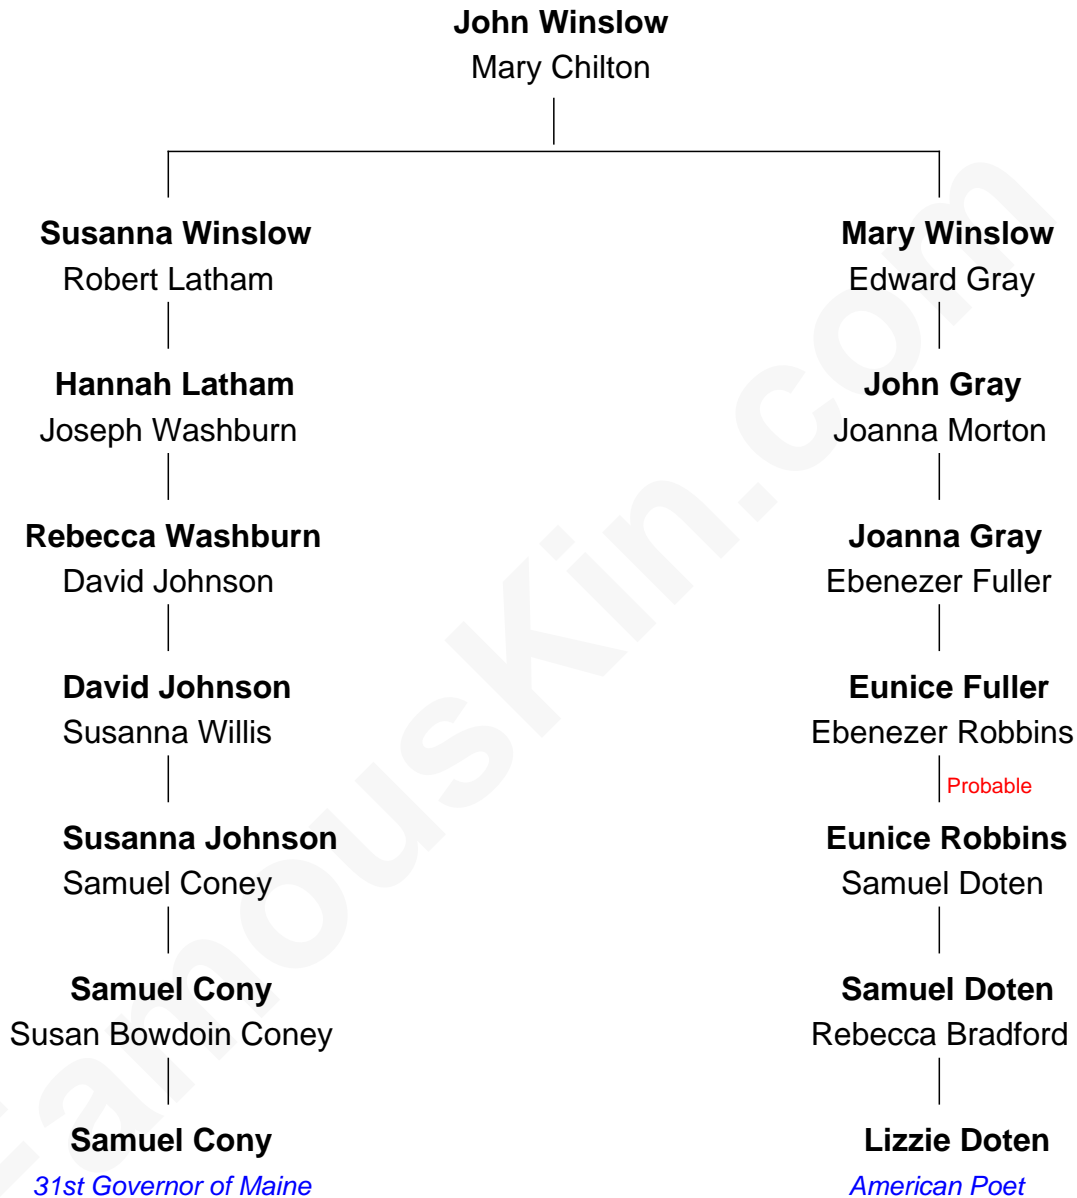 John Winslow
Mary Chilton
Susanna Winslow
Robert Latham
Mary Winslow
Edward Gray
Hannah Latham
Joseph Washburn
John Gray
Joanna Morton
Rebecca Washburn
David Johnson
Joanna Gray
Ebenezer Fuller
David Johnson
Susanna Willis
Eunice Fuller
Ebenezer Robbins
Probable
Susanna Johnson
Samuel Coney
Eunice Robbins
Samuel Doten
Samuel Cony
Susan Bowdoin Coney
Samuel Doten
Rebecca Bradford
Samuel Cony
31st Governor of Maine
Lizzie Doten
American Poet
FamousKin.com